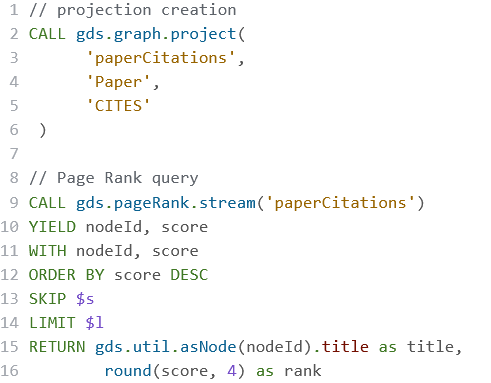 1 // projection creation
2 CALL gds.graph.project(
3 'paperCitations',
4 'Paper',
5 'CITES'
6 )
7
8 // Page Rank query
9 CALL gds.pageRank.stream('paperCitations')
10 YIELD nodeId, score
11 WITH nodeId, score
12 ORDER BY score DESC
13 SKIP $s
14 LIMIT $l
15 RETURN gds.util.asNode(nodeId).title as title,
16 round(score, 4) as rank